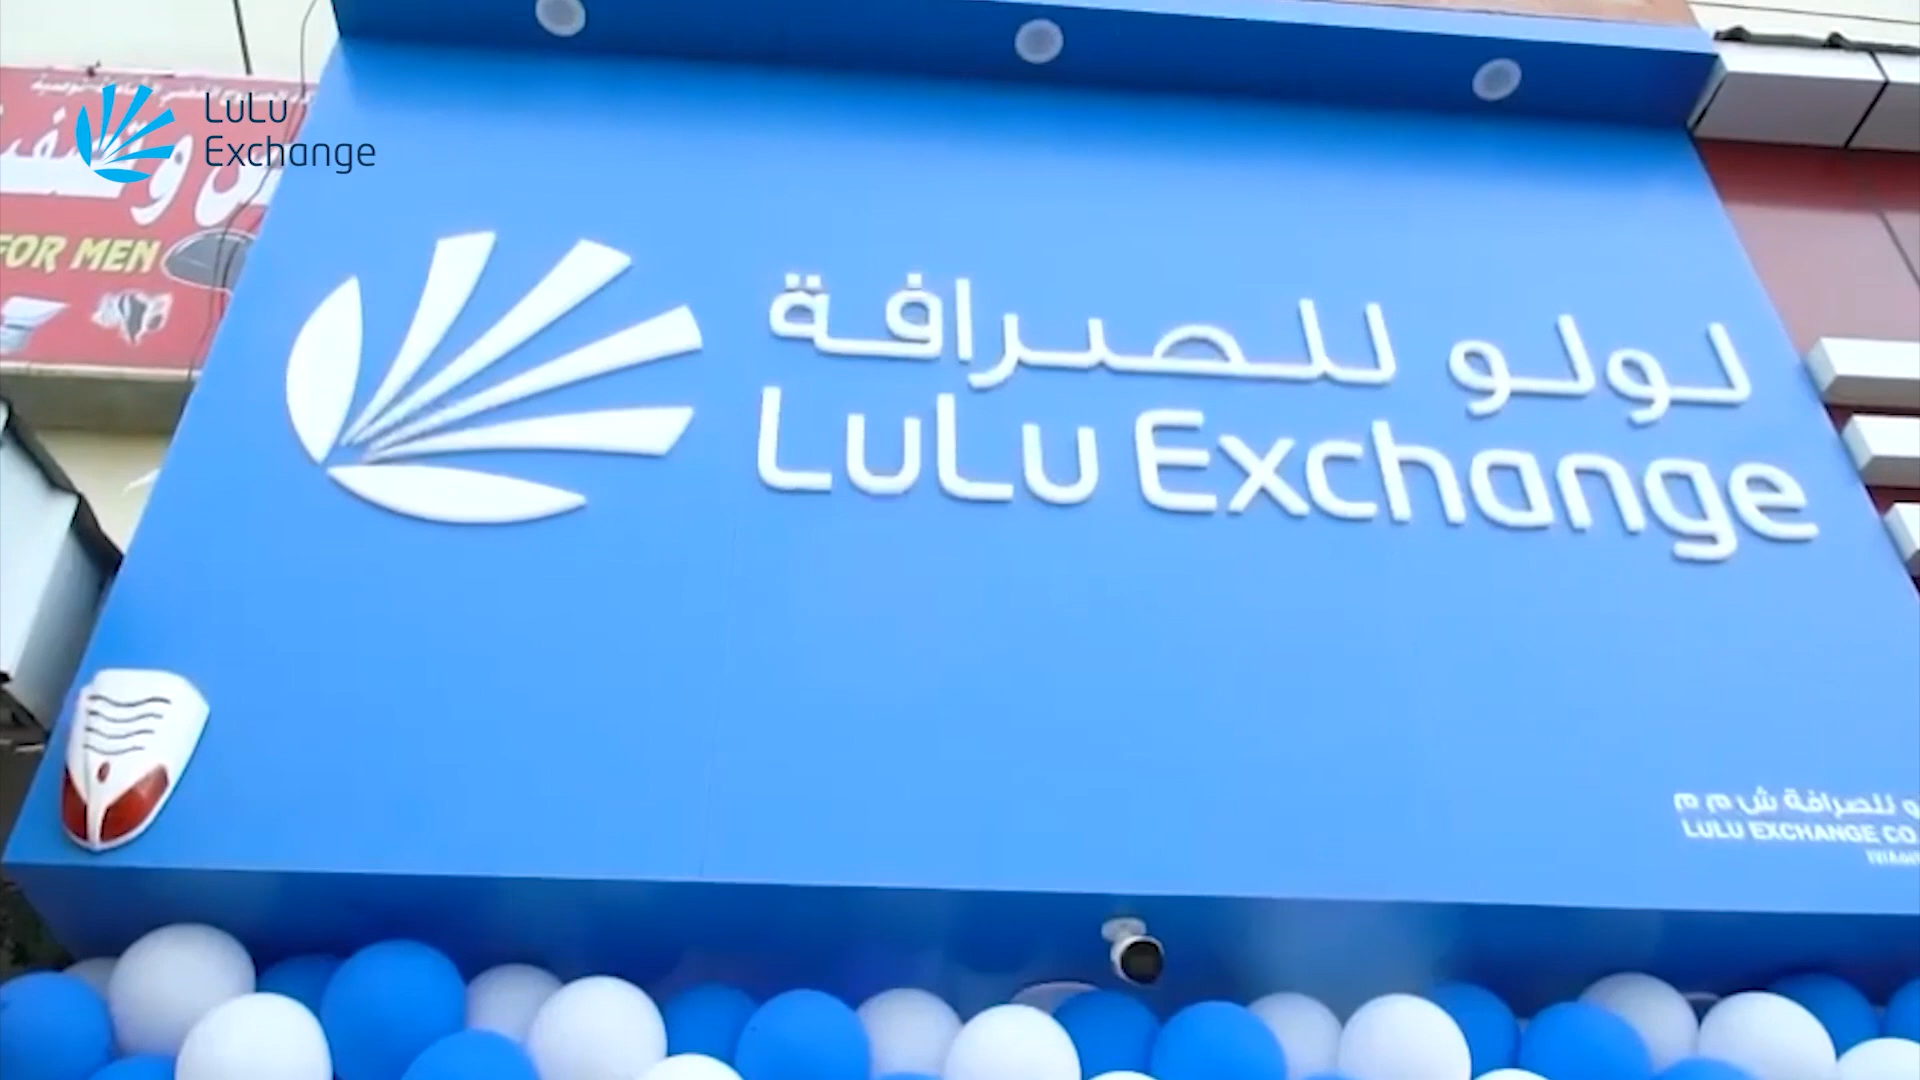 LuLu
Exchange
FOR MEN
لولو للصرافة
LuLu Exchange
للصرافة ش م م
LULU EXCHANGE CO